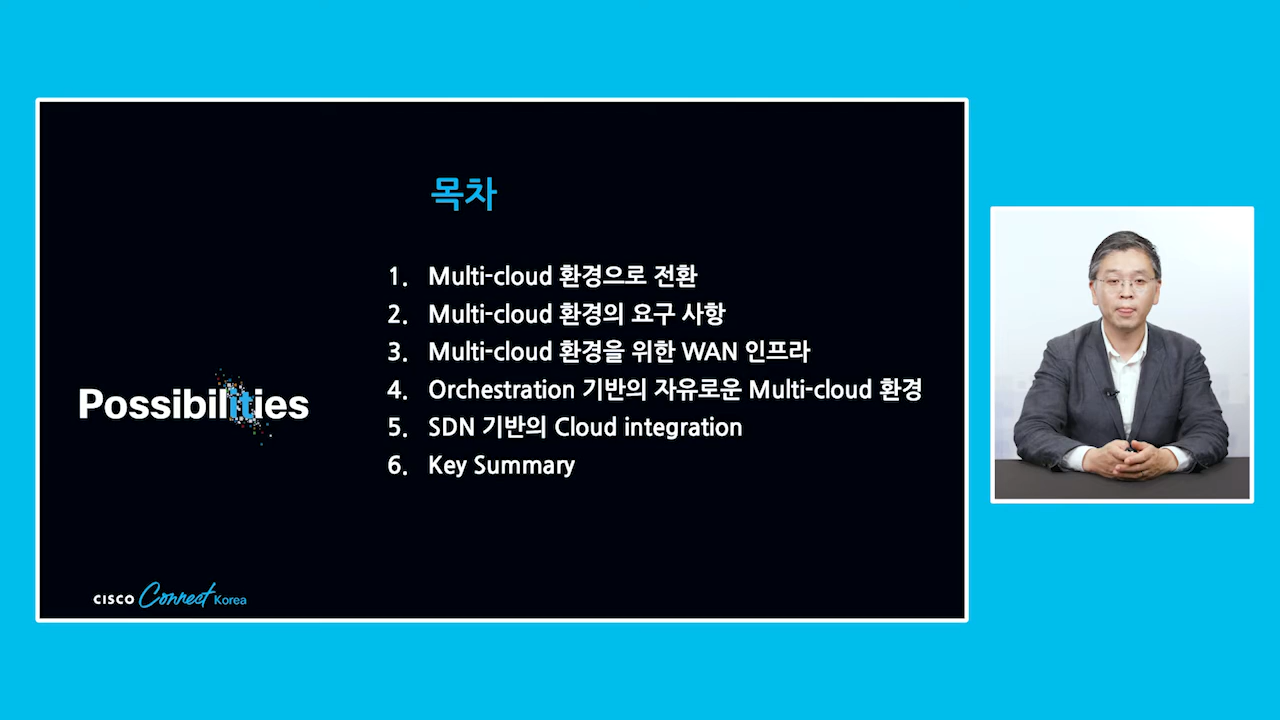 목차
1. Multi-cloud 환경으로 전환
2. Multi-cloud 환경의 요구 사항
3. Multi-cloud 환경을 위한 WAN 인프라
4. Orchestration 기반의 자유로운 Multi-cloud 환경
5. SDN 기반의 Cloud integration
6. Key Summary
Possibilities
CISCO Connect Korea